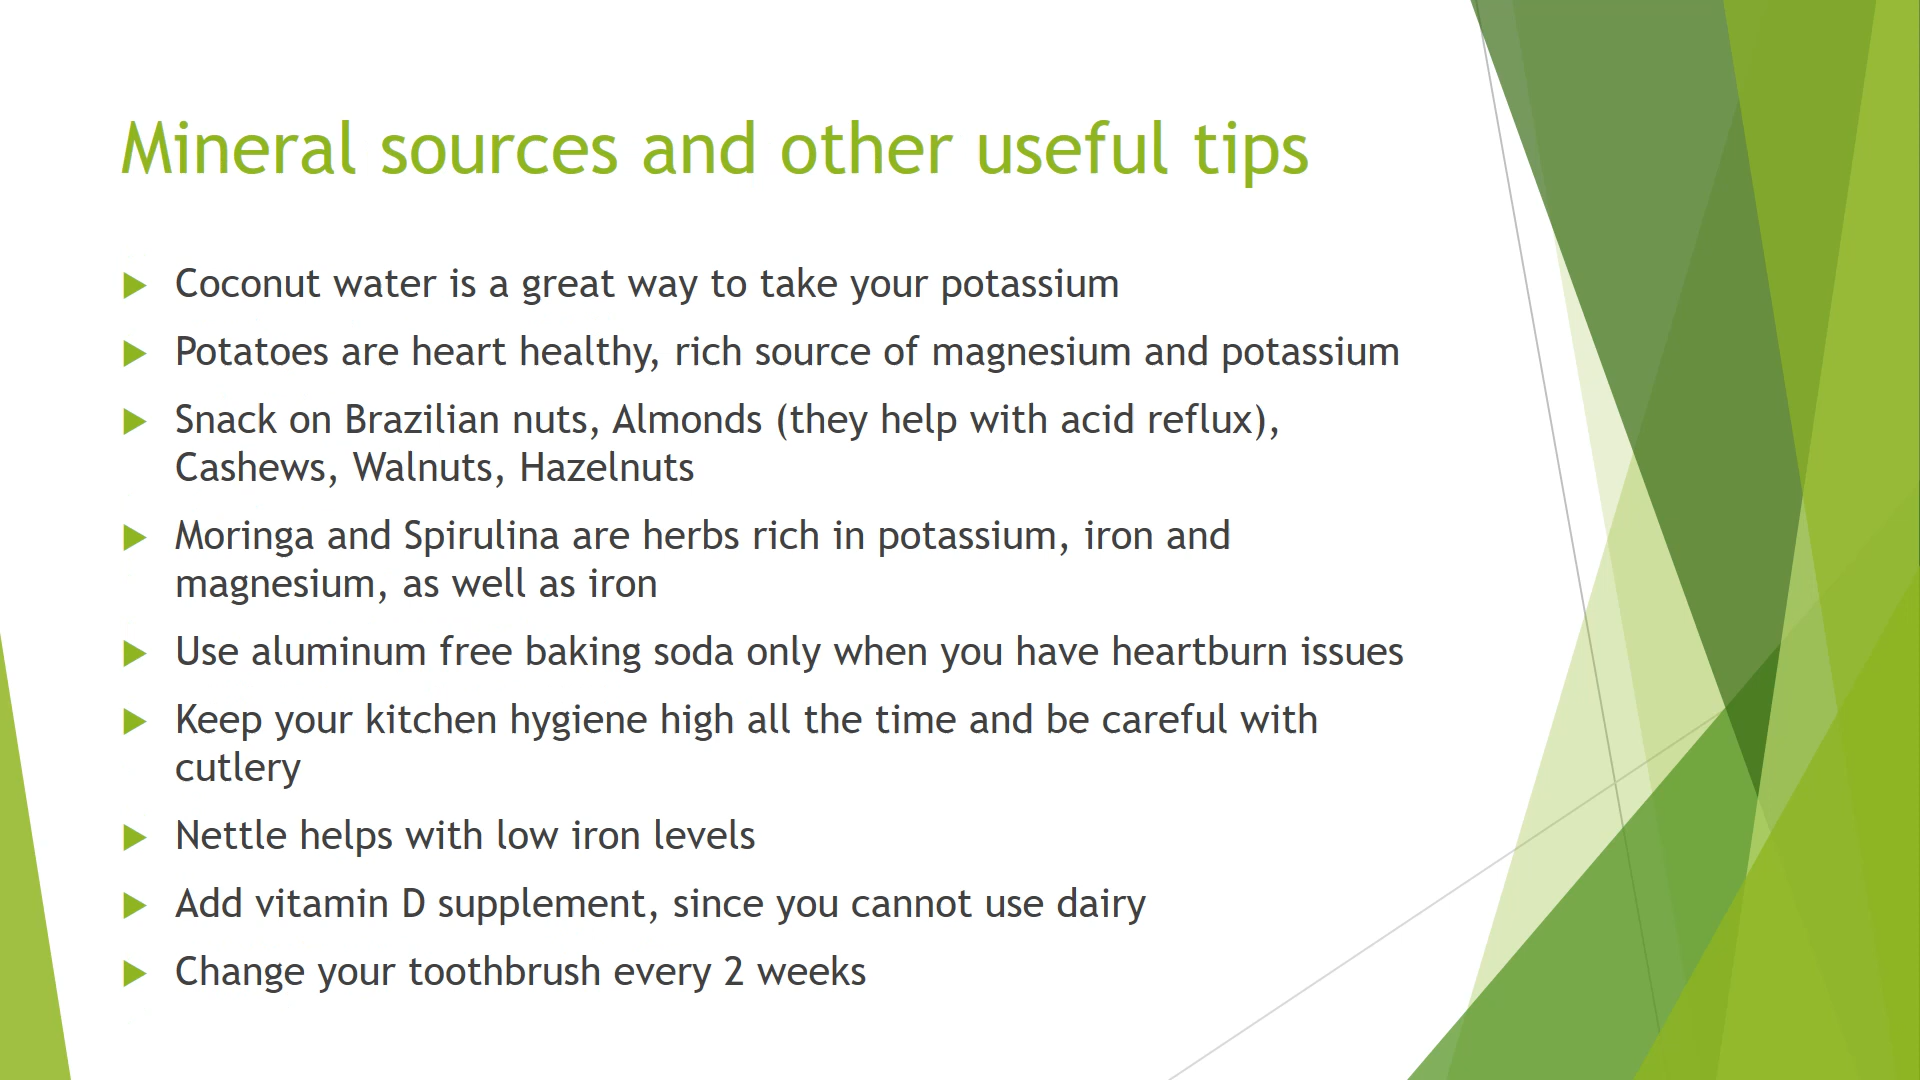 Mineral sources and other useful tips
Coconut water is a great way to take your potassium
Potatoes are heart healthy, rich source of magnesium and potassium
Snack on Brazilian nuts, Almonds (they help with acid reflux),
Cashews, Walnuts, Hazelnuts
Moringa and Spirulina are herbs rich in potassium, iron and
magnesium, as well as iron
Use aluminum free baking soda only when you have heartburn issues
Keep your kitchen hygiene high all the time and be careful with
cutlery
Nettle helps with low iron levels
Add vitamin D supplement, since you cannot use dairy
Change your toothbrush every 2 weeks